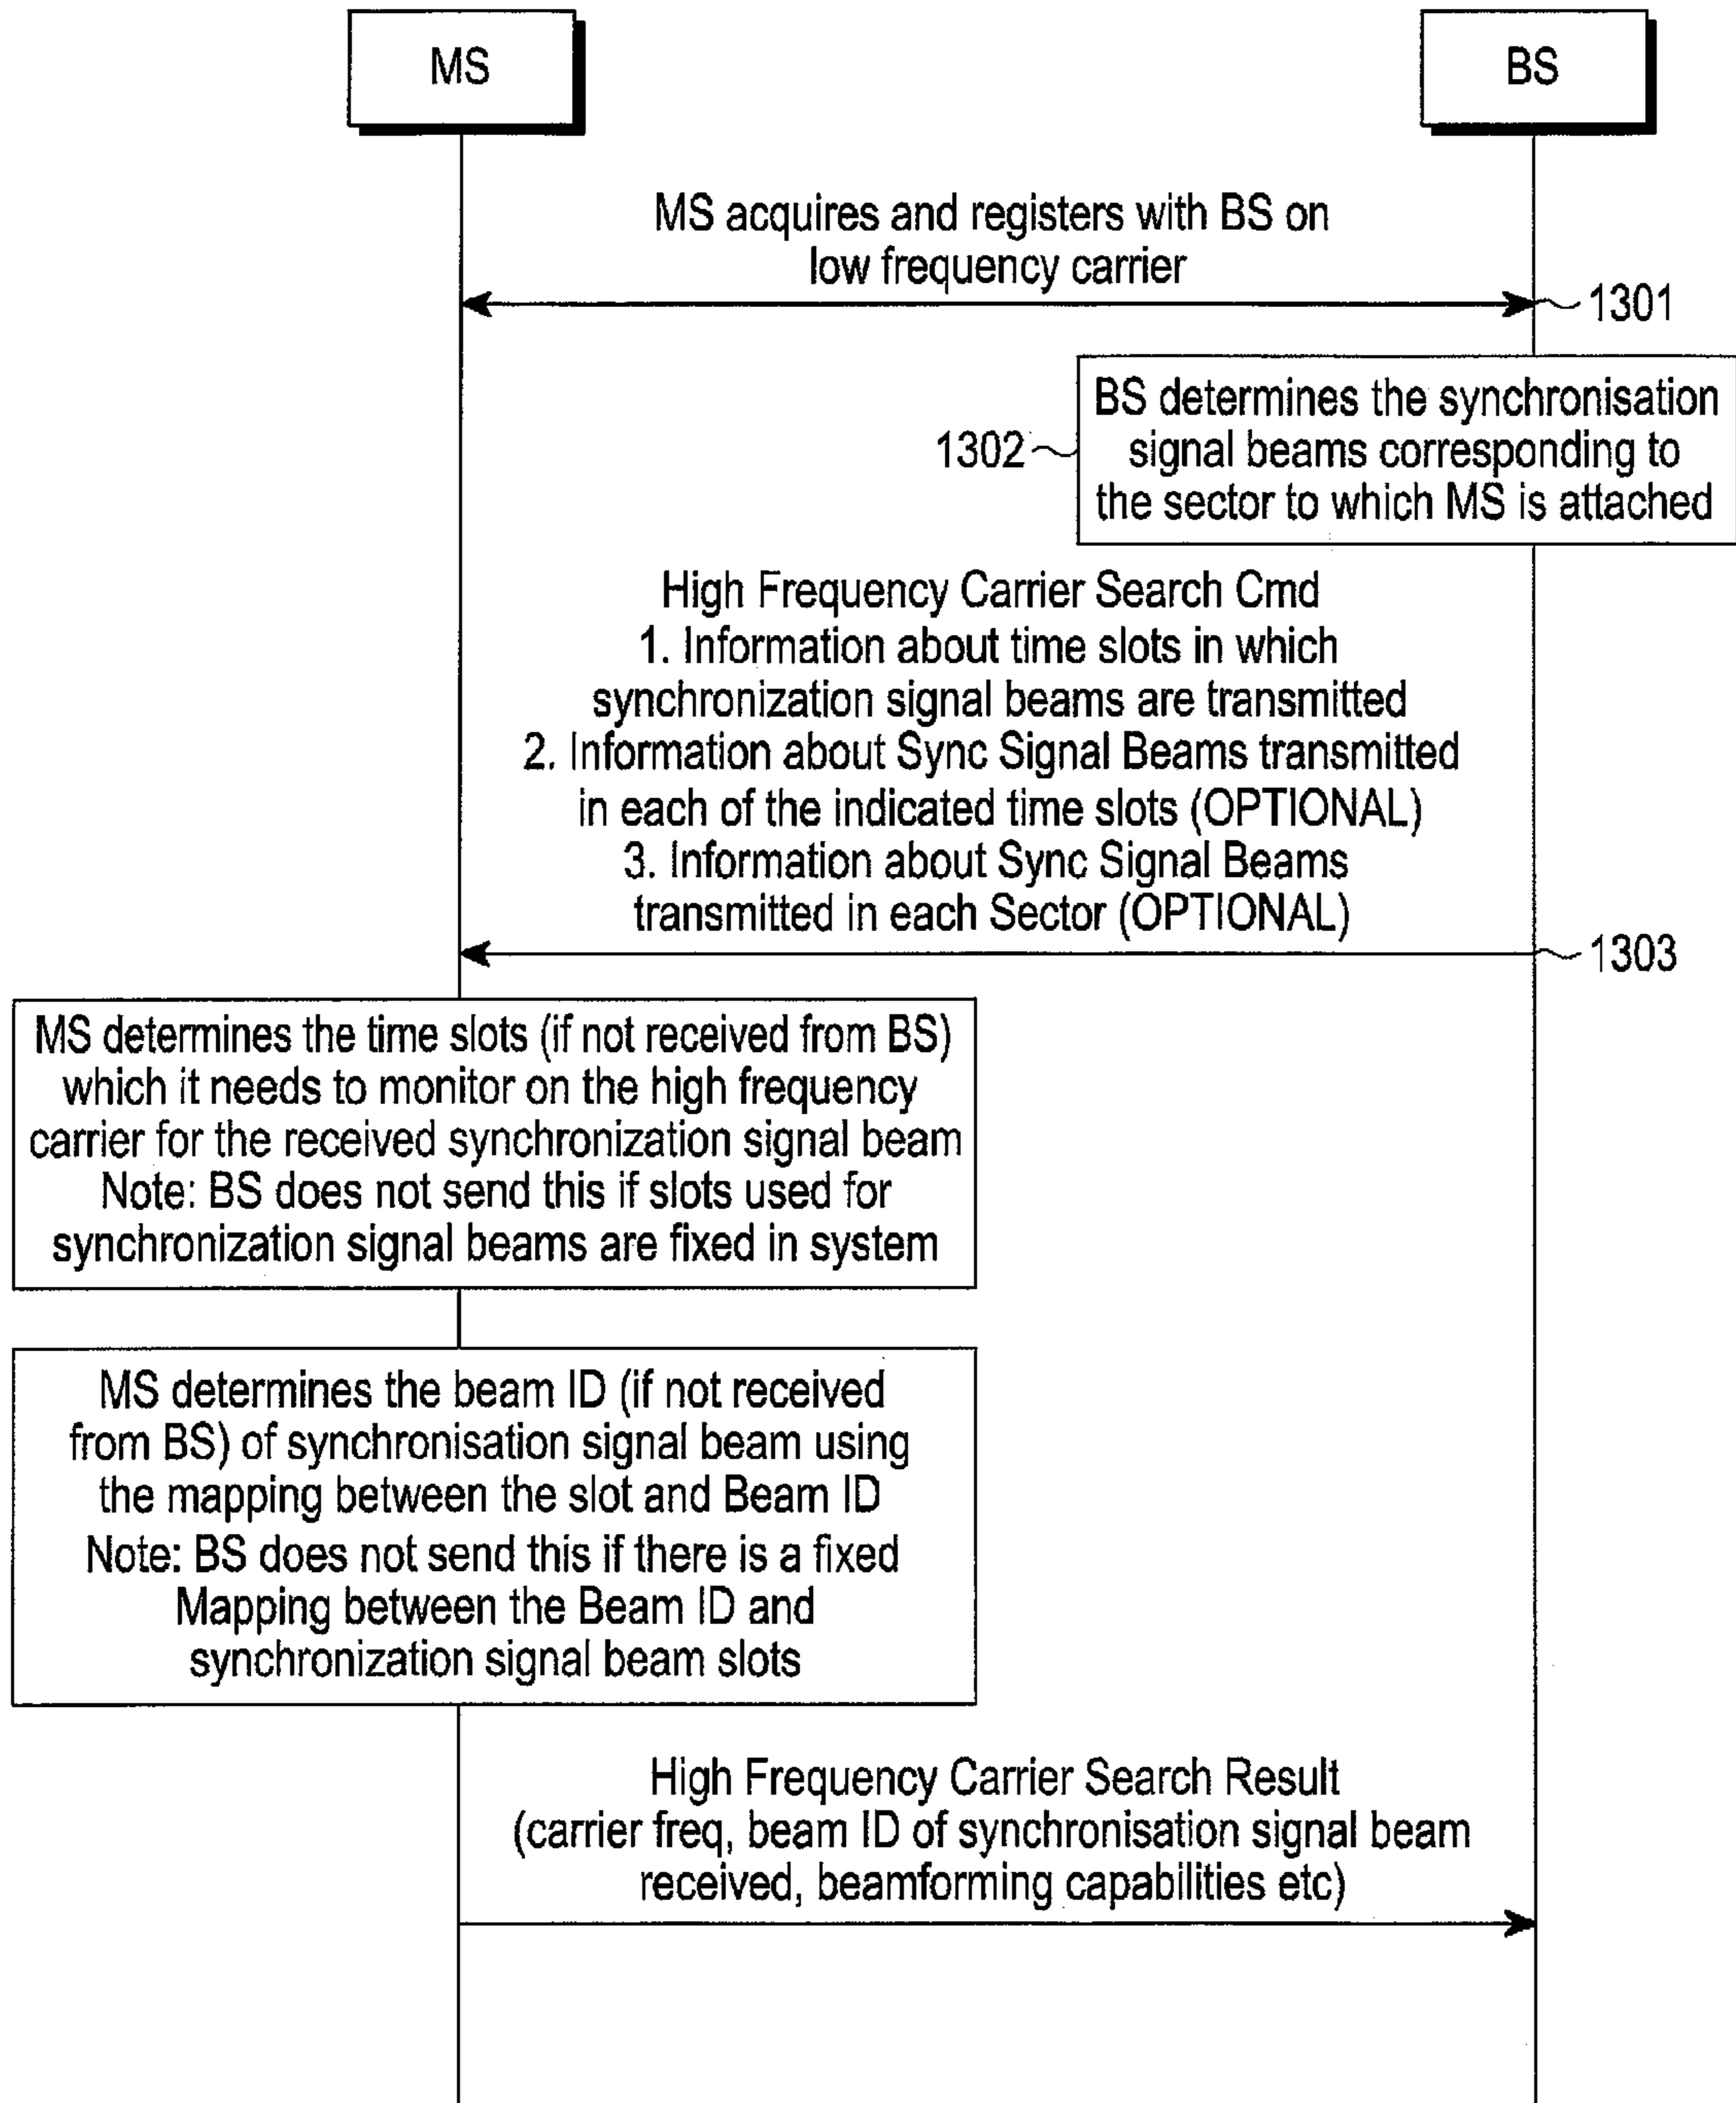 MS
BS
MS acquires and registers with BS on
low frequency carrier
1301
BS determines the synchronisation
signal beams corresponding to
the sector to which MS is attached
1302
High Frequency Carrier Search Cmd
1. Information about time slots in which
synchronization signal beams are transmitted
2. Information about Sync Signal Beams transmitted
in each of the indicated time slots (OPTIONAL)
3. Information about Sync Signal Beams
transmitted in each Sector (OPTIONAL)
1303
MS determines the time slots (if not received from BS)
which it needs to monitor on the high frequency
carrier for the received synchronization signal beam
Note: BS does not send this if slots used for
synchronization signal beams are fixed in system
MS determines the beam ID (if not received
from BS) of synchronisation signal beam using
the mapping between the slot and Beam ID
Note: BS does not send this if there is a fixed
Mapping between the Beam ID and
synchronization signal beam slots
High Frequency Carrier Search Result
(carrier freq, beam ID of synchronisation signal beam
received, beamforming capabilities etc)